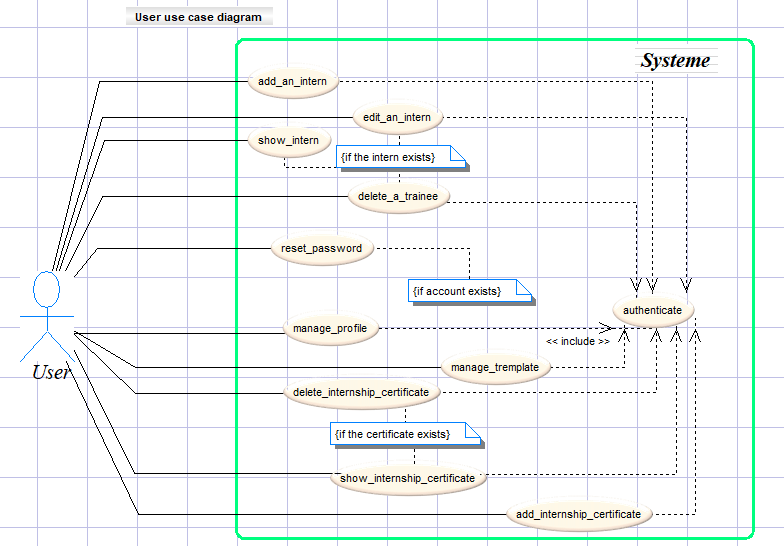 User use case diagram
Systeme
add_an_intern
edit_an_intern
show_intern
{if the intern exists}
delete_a_trainee
reset_password
{if account exists}
authenticate
manage_profile
<< include >>
manage_tremplate
User
delete_internship_certificate
{if the certificate exists}
show_internship_certificate
add_internship_certificate